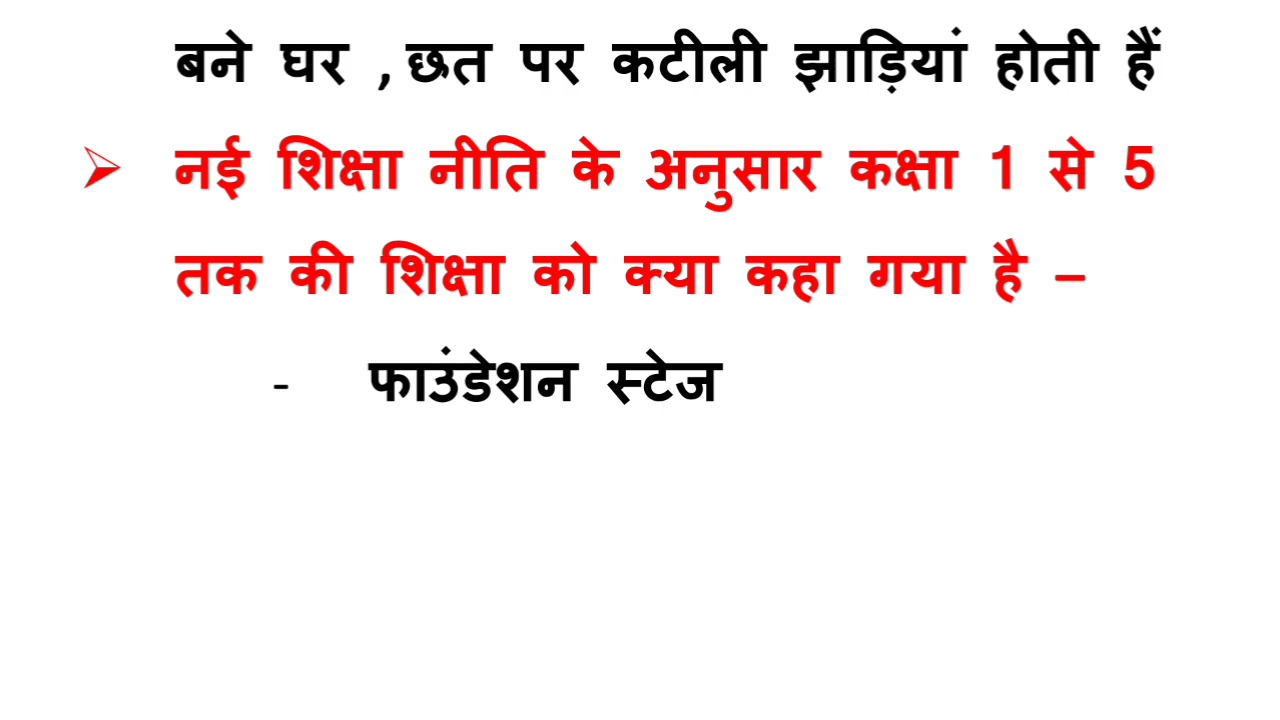 बने घर , छत पर कटीली झाड़ियां होती हैं
➢ नई शिक्षा नीति के अनुसार कक्षा 1 से 5
तक की शिक्षा को क्या कहा गया है –
- फाउंडेशन स्टेज